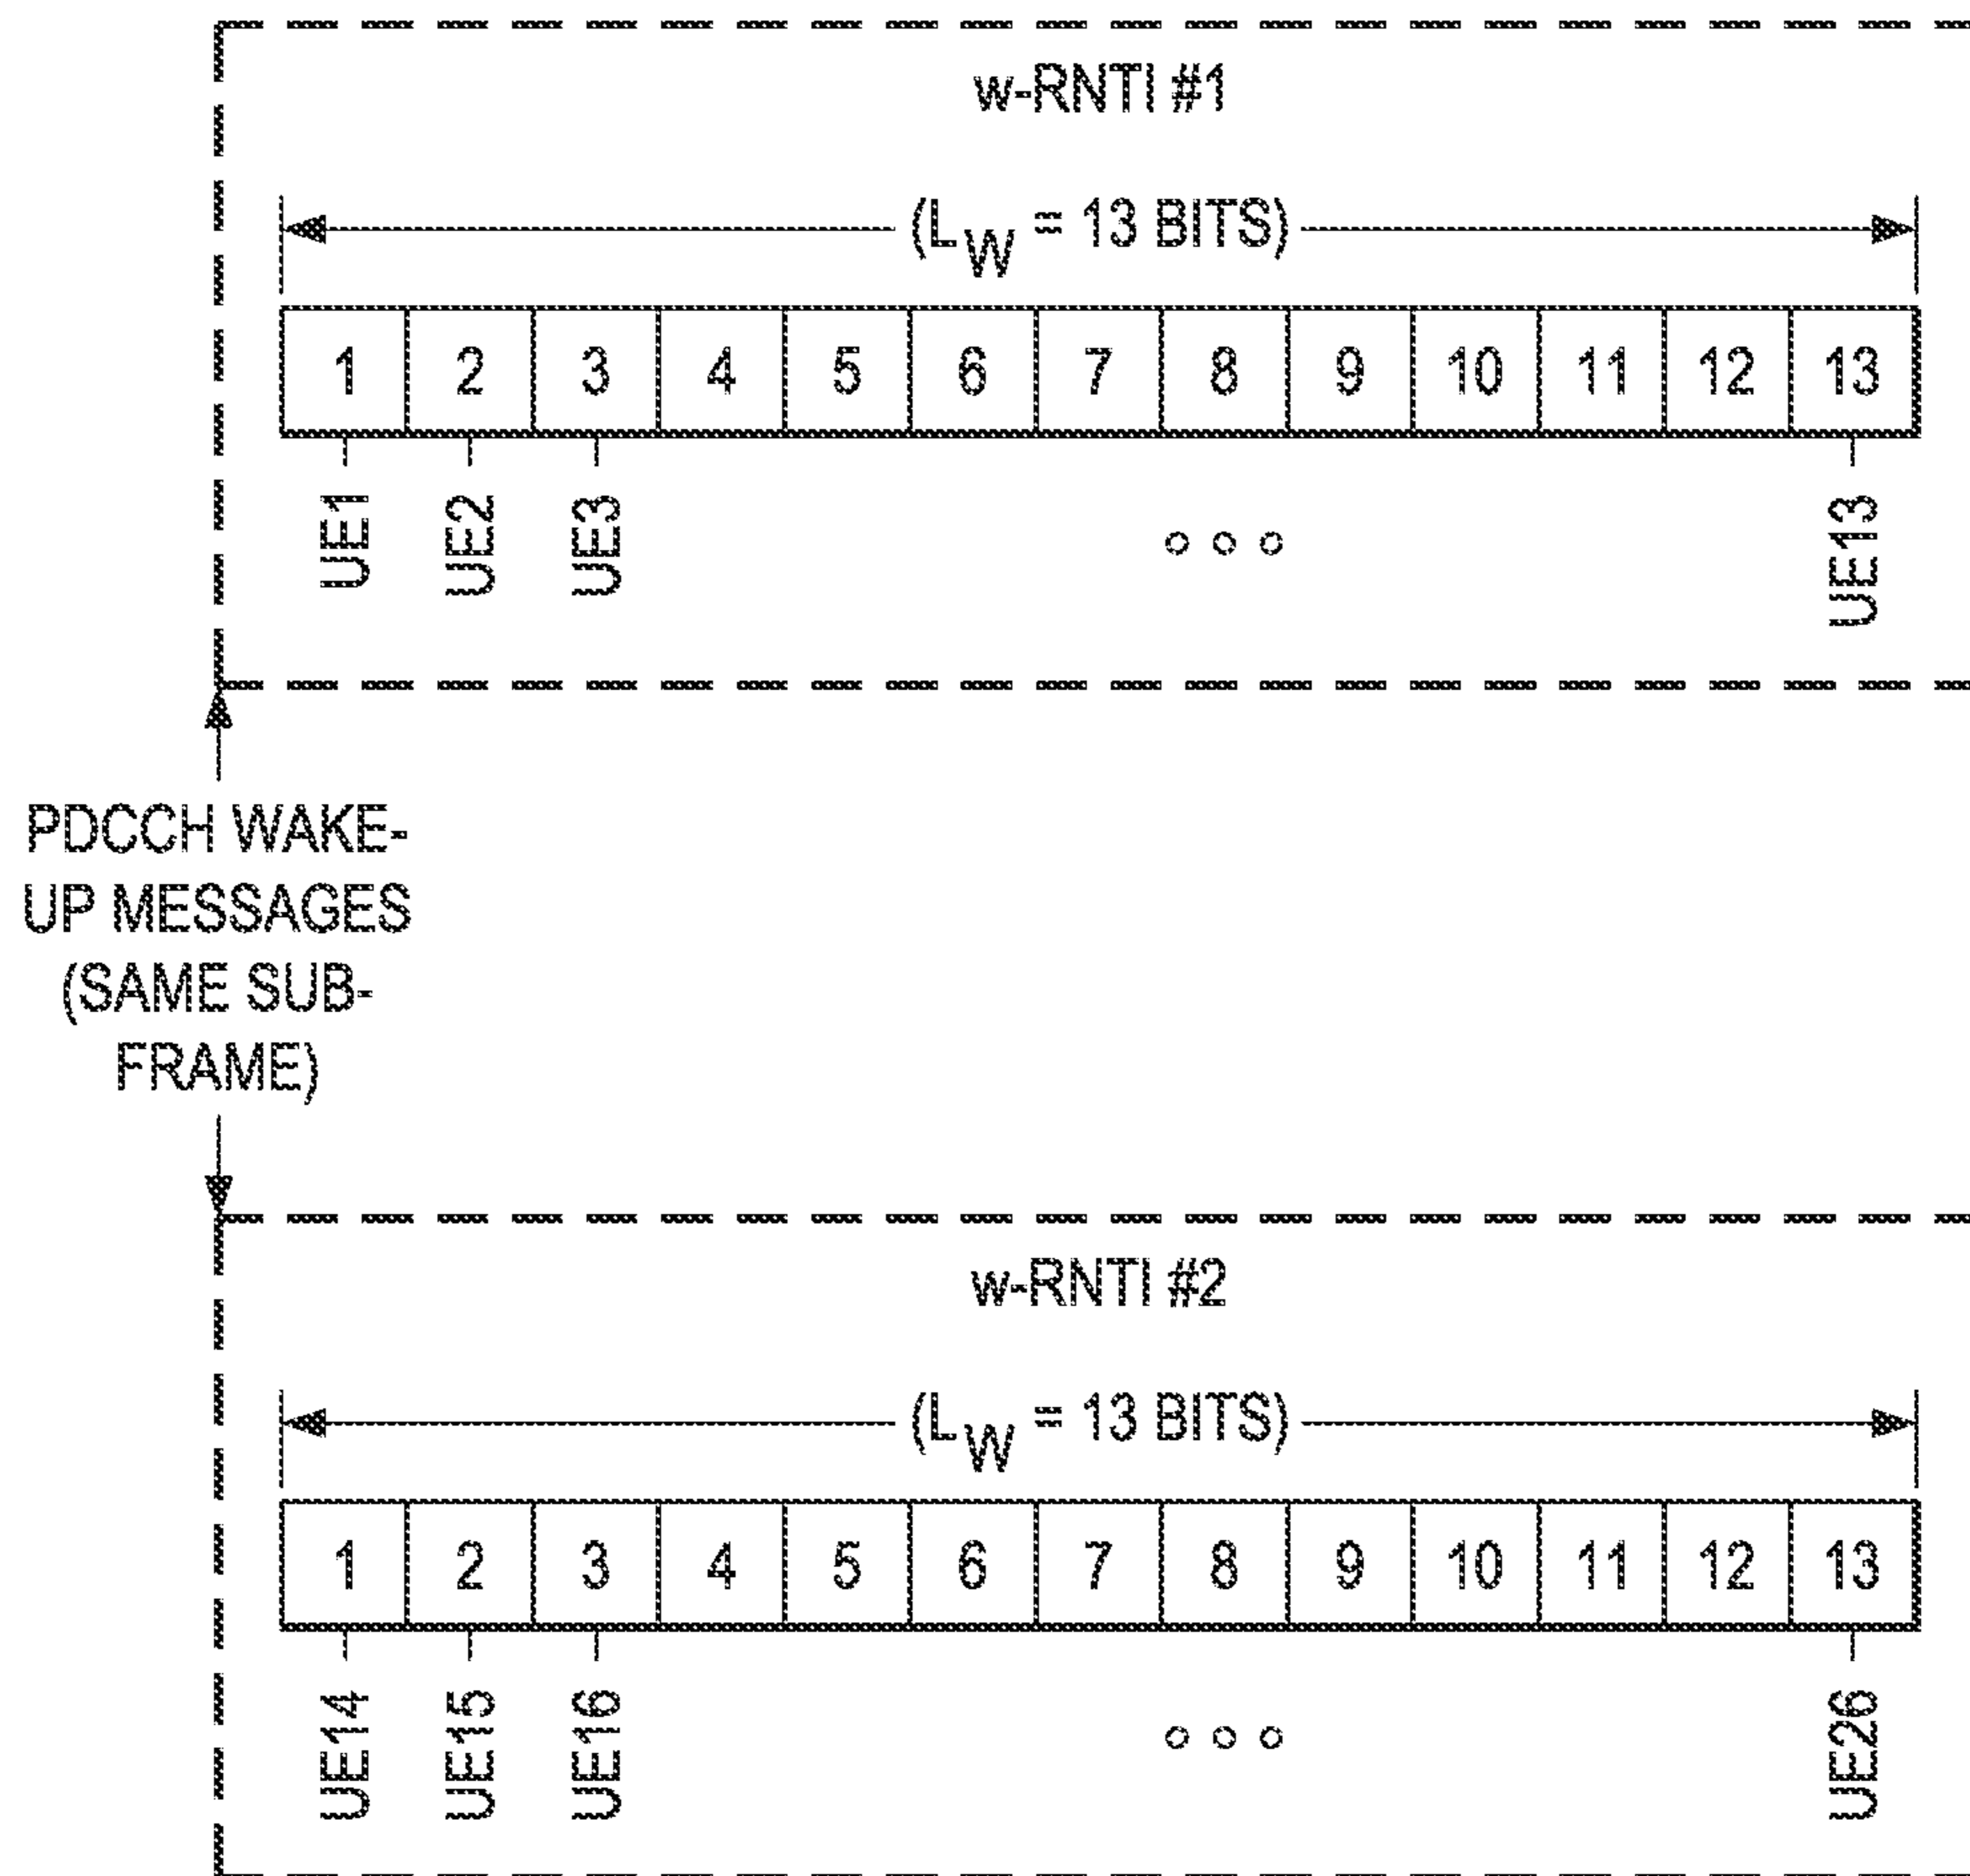 w-RNTI #1
(LW = 13 BITS)
1 2 3 4 5 6 7 8 9 10 11 12 13
UE1 UE2 UE3 UE13
PDCCH WAKE-
UP MESSAGES
(SAME SUB-
FRAME)
w-RNTI #2
(LW = 13 BITS)
1 2 3 4 5 6 7 8 9 10 11 12 13
UE14 UE15 UE16 UE26